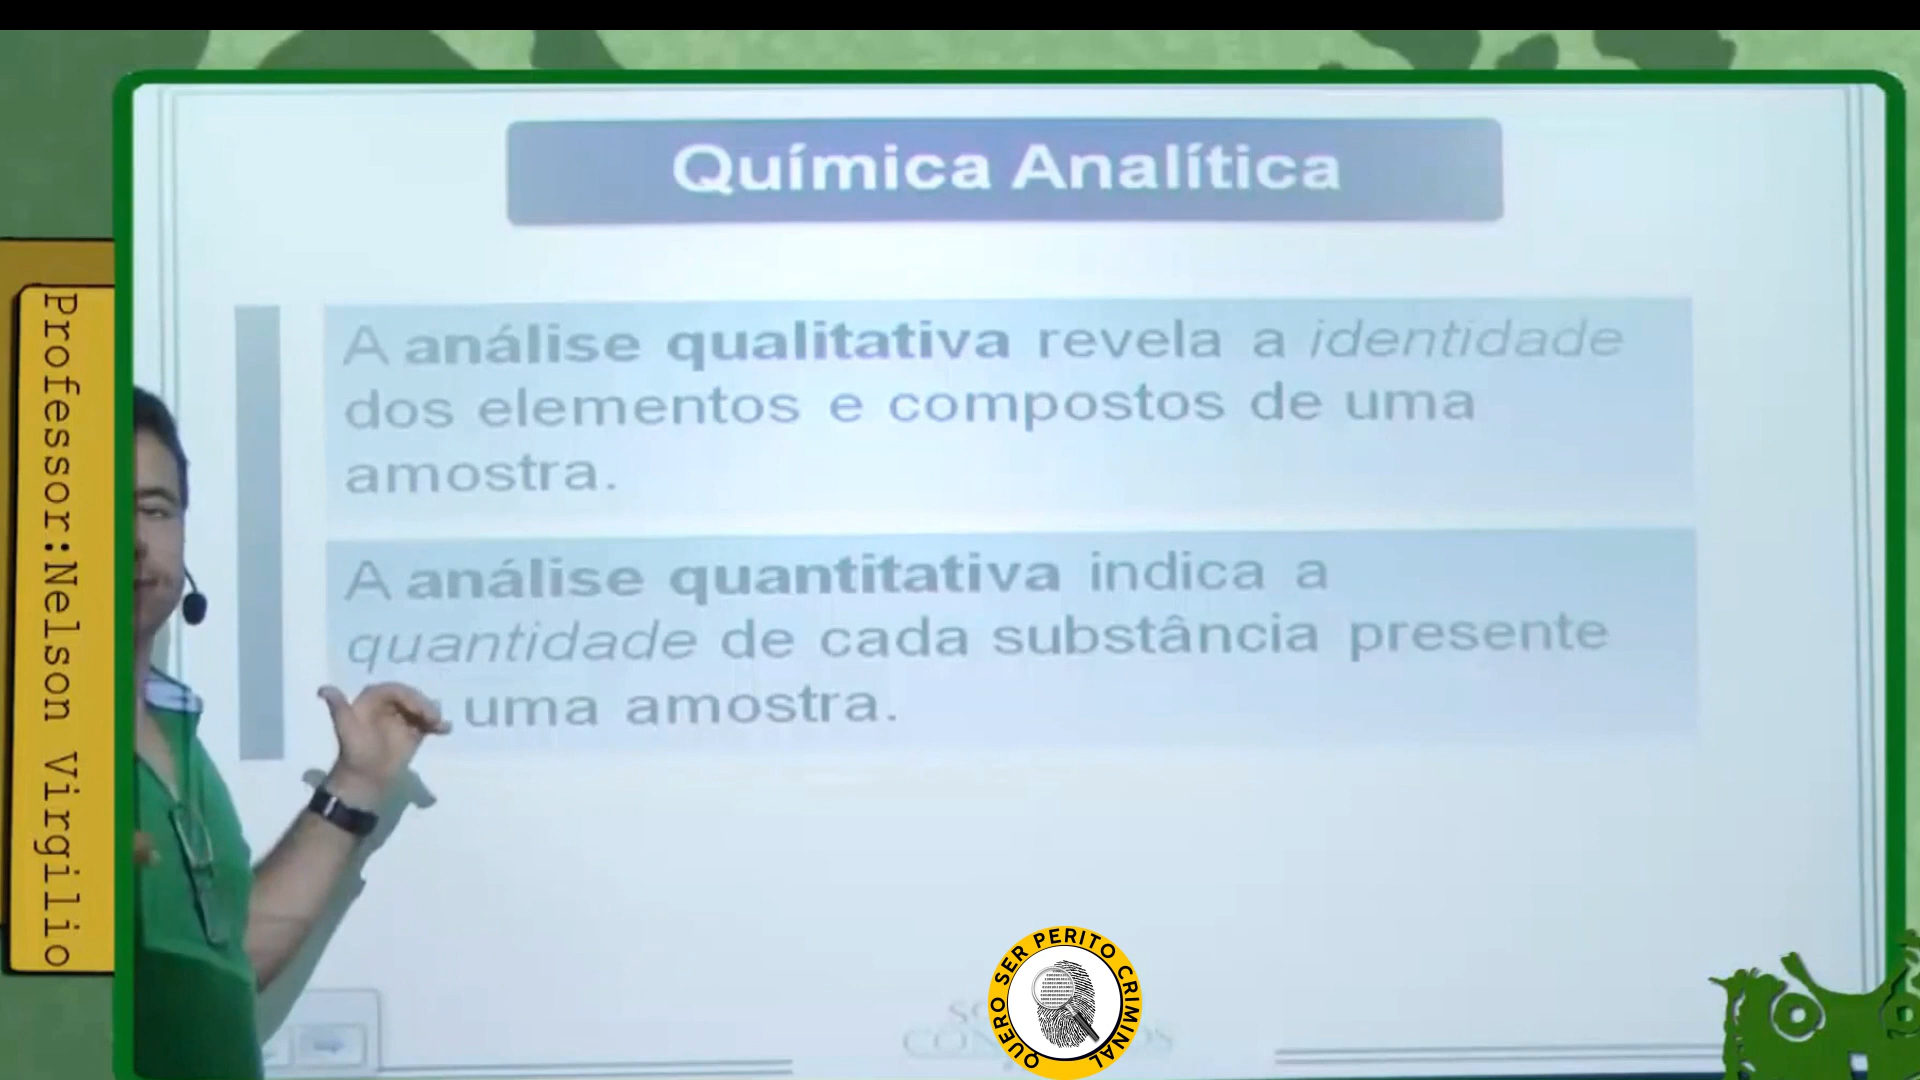 Química Analítica
A análise qualitativa revela a identidade
dos elementos e compostos de uma
amostra.
A análise quantitativa indica a
quantidade de cada substância presente
uma amostra.
Professor:Nelson Virgilio
QUERO SER PERITO CRIMINAL